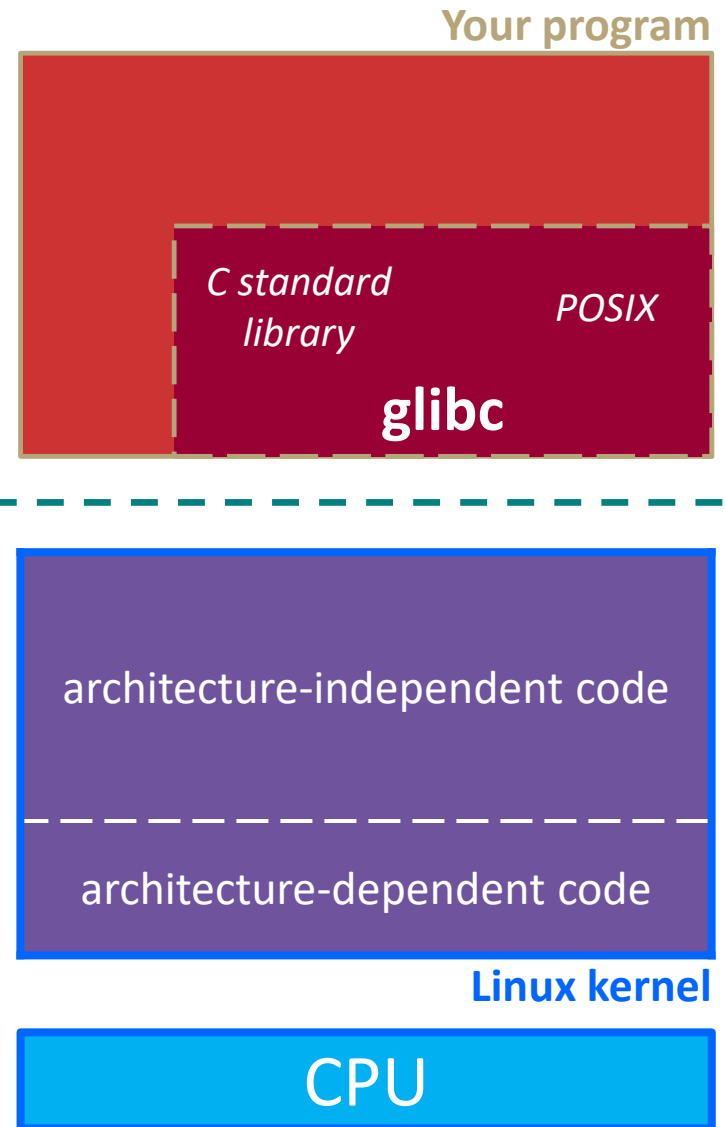 Your program
C standard
library
POSIX
glibc
architecture-independent code
architecture-dependent code
Linux kernel
CPU